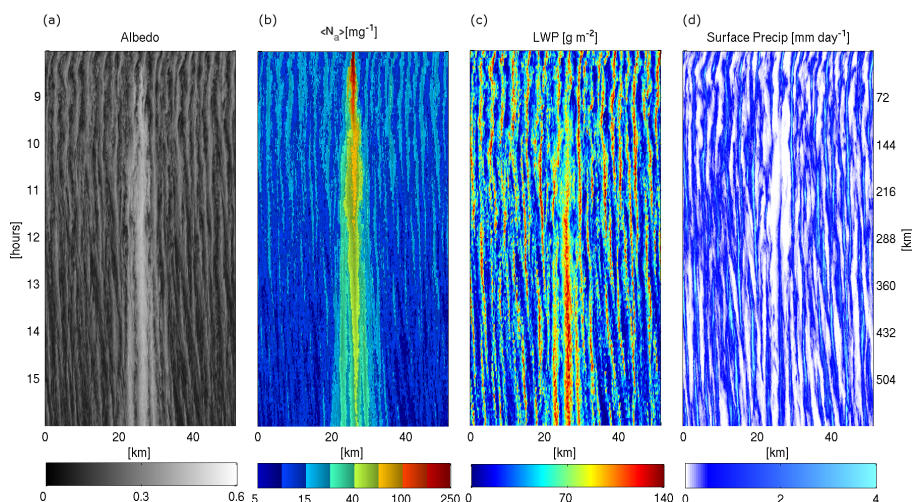 (a) (b) (c) (d)
Albedo <N_a>[mg^-1] LWP [g m^-2] Surface Precip [mm day^-1]
9 72
10 144
11 216
12 288
13 360
14 432
15 504
[hours] [km]
0 20 40 0 20 40 0 20 40 0 20 40
[km] [km] [km] [km]
0 0.3 0.6 5 15 40 100 250 0 70 140 0 2 4